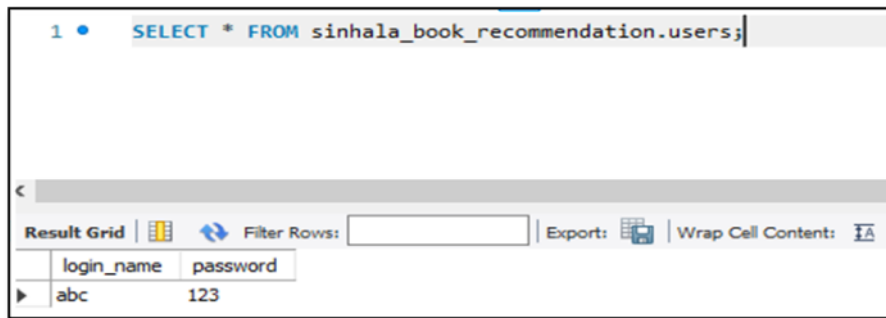 1 SELECT * FROM sinhala_book_recommendation.users;
Result Grid Filter Rows: Export: Wrap Cell Content:
login_name password
abc 123